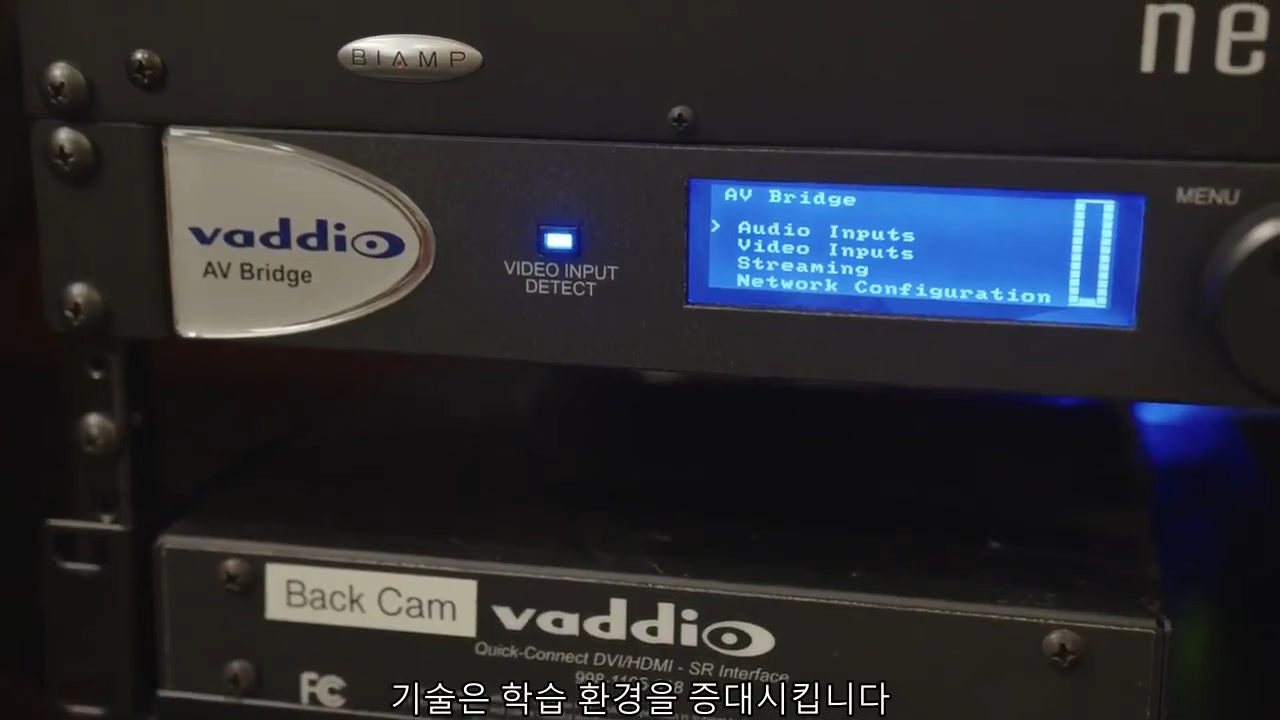 BIAMP
ne
vaddio
AV Bridge
VIDEO INPUT
DETECT
AV Bridge
> Audio Inputs
Video Inputs
Streaming
Network Configuration
MENU
Back Cam
vaddio
Quick-Connect DVI/HDMI - SR Interface
FC
기술은 학습 환경을 증대시킵니다